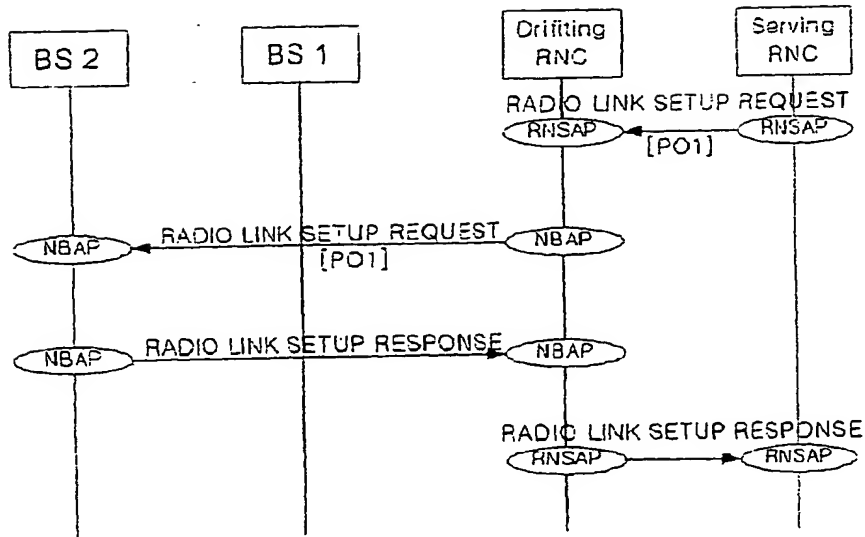 BS 2
BS 1
Drifiting
RNC
Serving
RNC
RADIO LINK SETUP REQUEST
RNSAP
RNSAP
[PO1]
RADIO LINK SETUP REQUEST
NBAP
NBAP
[PO1]
RADIO LINK SETUP RESPONSE
NBAP
NBAP
RADIO LINK SETUP RESPONSE
RNSAP
RNSAP